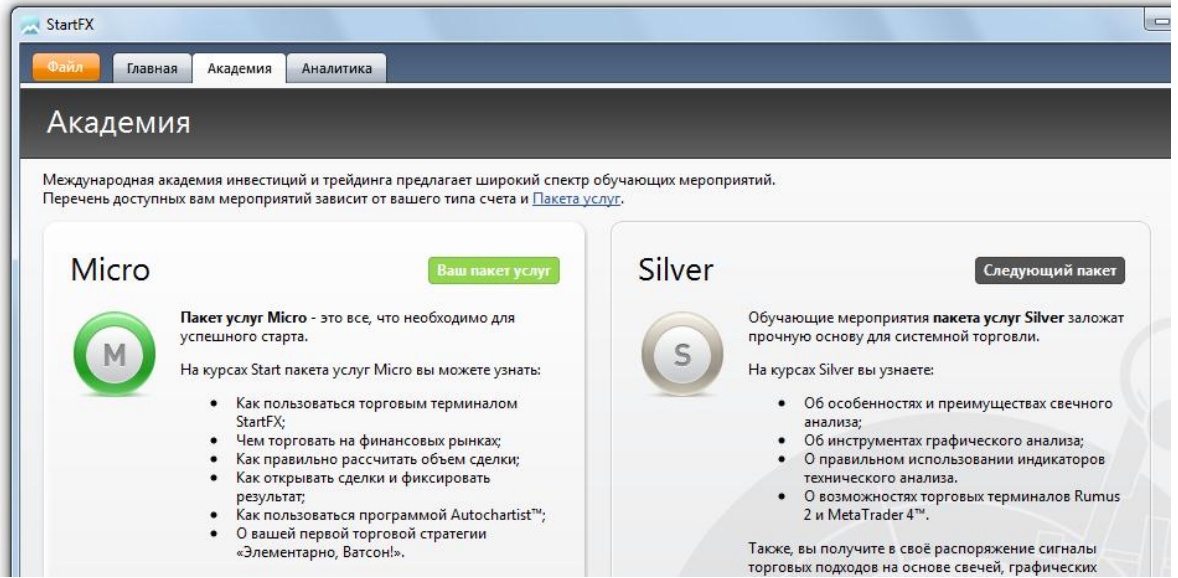 StartFX
Файл Главная Академия Аналитика
Академия
Международная академия инвестиций и трейдинга предлагает широкий спектр обучающих мероприятий.
Перечень доступных вам мероприятий зависит от вашего типа счета и Пакета услуг.
Micro
Ваш пакет услуг
M
Пакет услуг Micro - это все, что необходимо для
успешного старта.
На курсах Start пакета услуг Micro вы можете узнать:
• Как пользоваться торговым терминалом
StartFX;
• Чем торговать на финансовых рынках;
• Как правильно рассчитать объем сделки;
• Как открывать сделки и фиксировать
результат;
• Как пользоваться программой Autochartist™;
• О вашей первой торговой стратегии
«Элементарно, Ватсон!».
Silver
Следующий пакет
S
Обучающие мероприятия пакета услуг Silver заложат
прочную основу для системной торговли.
На курсах Silver вы узнаете:
• Об особенностях и преимуществах свечного
анализа;
• Об инструментах графического анализа;
• О правильном использовании индикаторов
технического анализа.
• О возможностях торговых терминалов Rumus
2 и MetaTrader 4™.
Также, вы получите в своё распоряжение сигналы
торговых подходов на основе свечей, графических